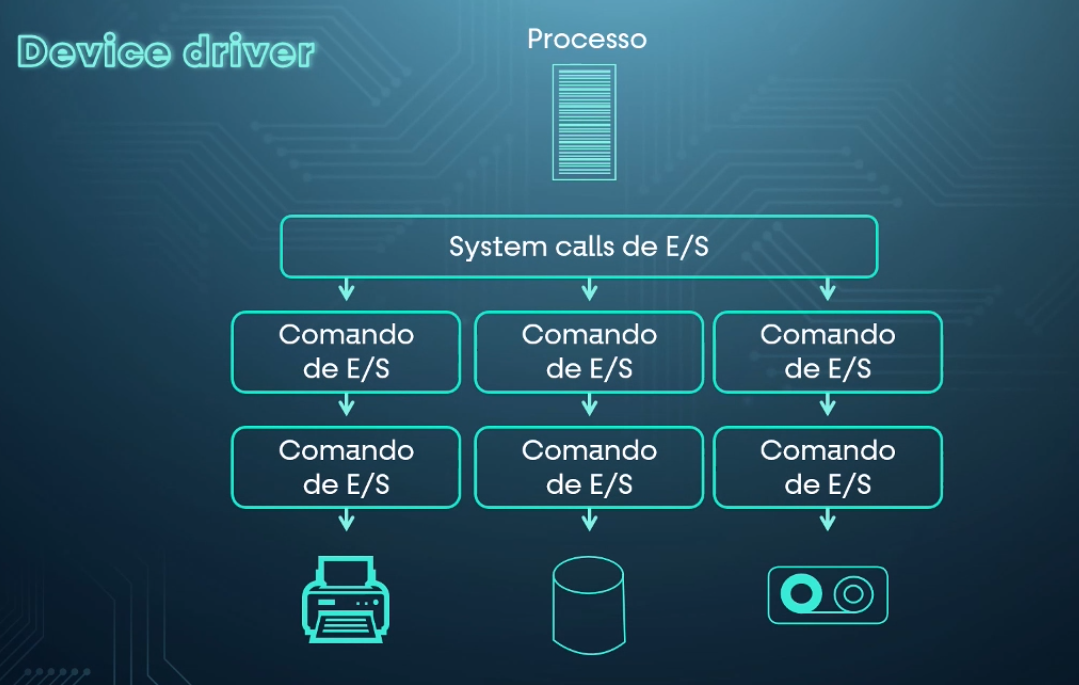 Device driver
Processo
System calls de E/S
Comando
de E/S
Comando
de E/S
Comando
de E/S
Comando
de E/S
Comando
de E/S
Comando
de E/S